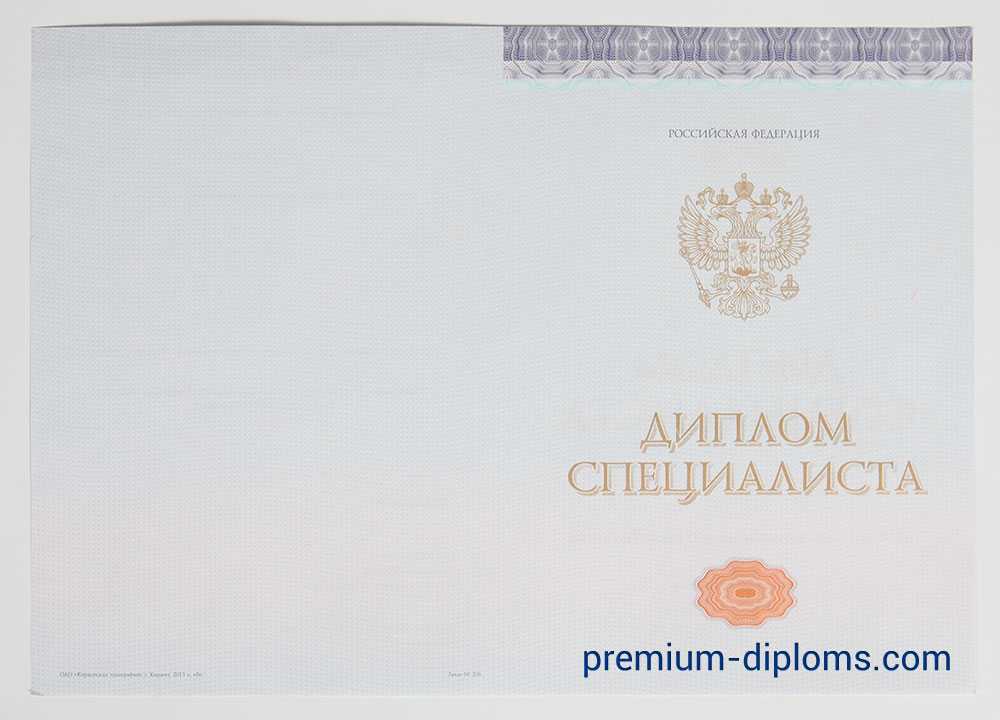 РОССИЙСКАЯ ФЕДЕРАЦИЯ
ДИПЛОМ
СПЕЦИАЛИСТА
premium-diploms.com